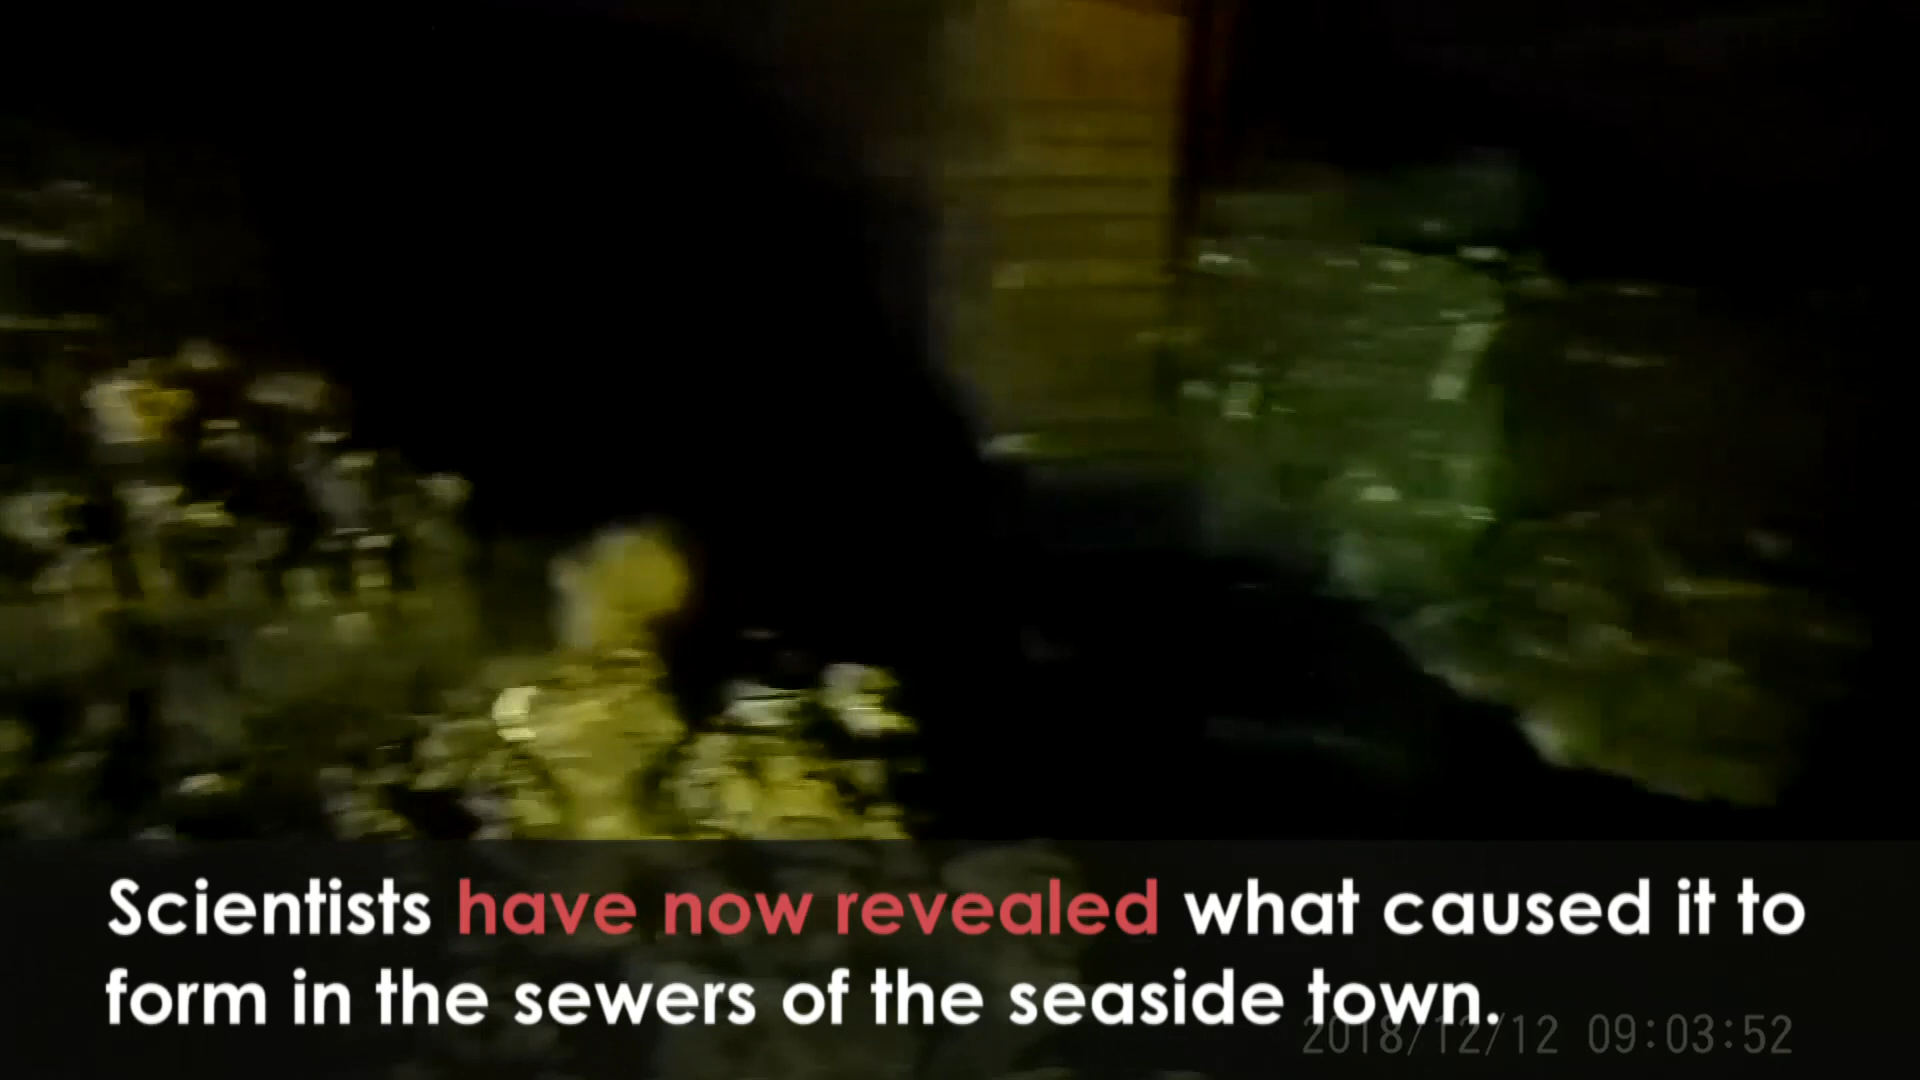 Scientists have now revealed what caused it to
form in the sewers of the seaside town.
2018/12/12 09:03:52